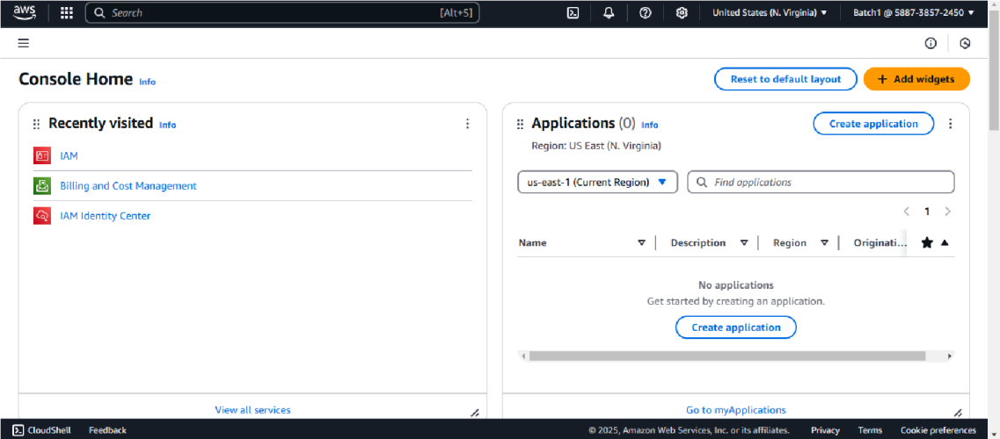 aws Search [Alt+S] United States (N. Virginia) Batch1 @ 5887-3857-2450
Console Home Info Reset to default layout + Add widgets
Recently visited Info
IAM
Billing and Cost Management
IAM Identity Center
View all services
Applications (0) Info Create application
Region: US East (N. Virginia)
us-east-1 (Current Region) Find applications
1
Name Description Region Originati...
No applications
Get started by creating an application.
Create application
Go to myApplications
CloudShell Feedback © 2025, Amazon Web Services, Inc. or its affiliates. Privacy Terms Cookie preferences